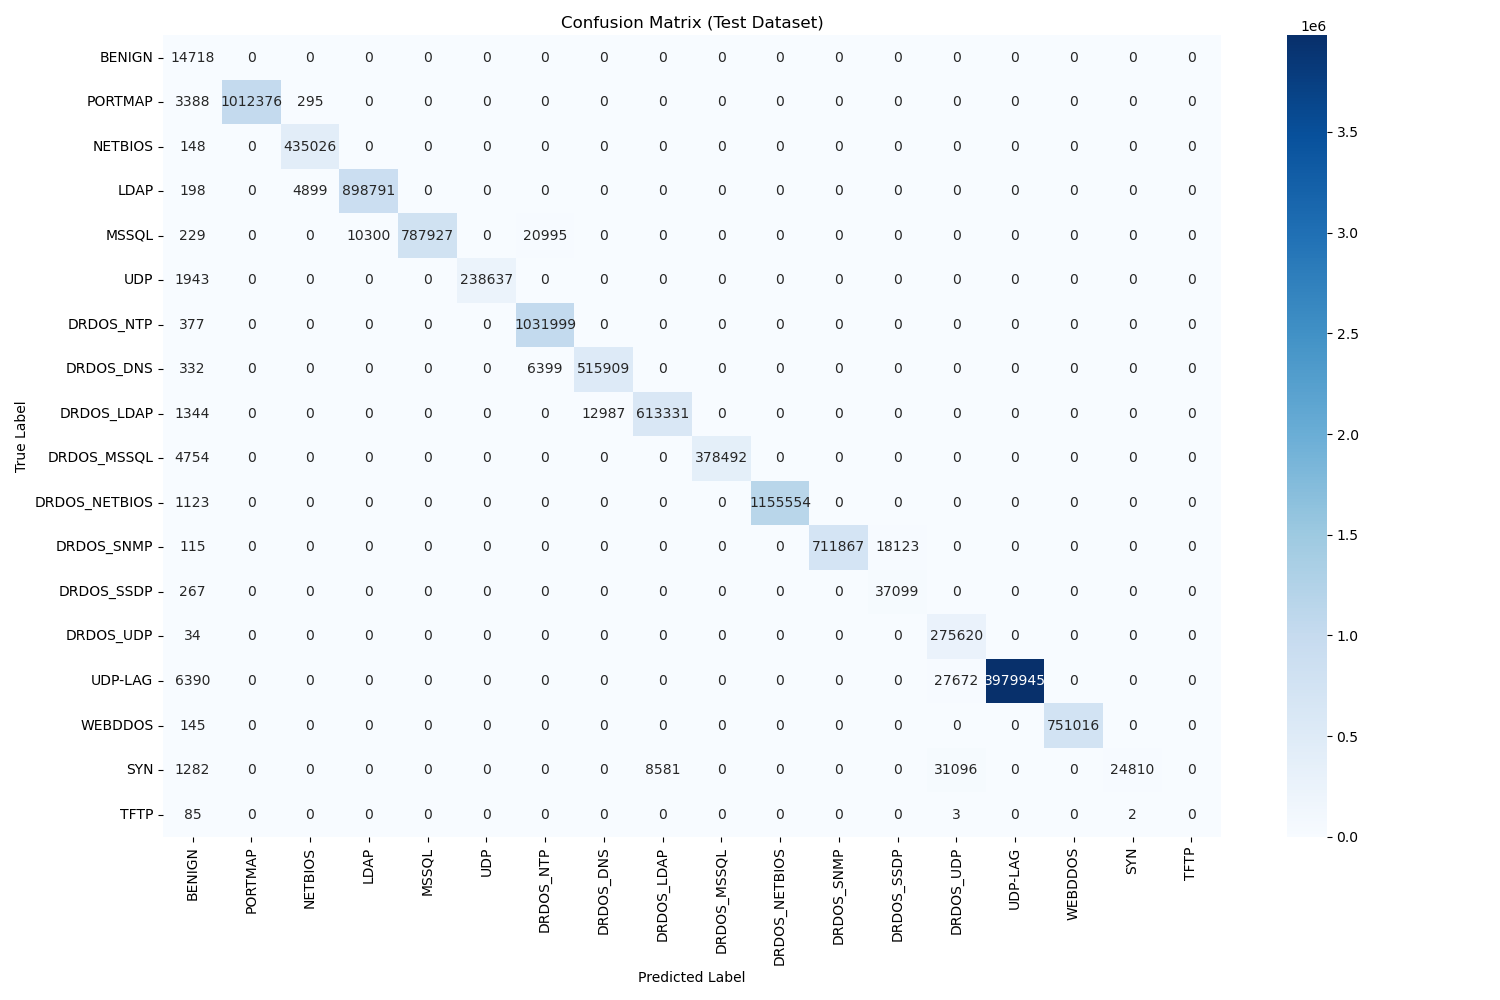 Confusion Matrix (Test Dataset)
1e6
BENIGN 14718 0 0 0 0 0 0 0 0 0 0 0 0 0 0 0 0 0
PORTMAP 3388 1012376 295 0 0 0 0 0 0 0 0 0 0 0 0 0 0 0
NETBIOS 148 0 435026 0 0 0 0 0 0 0 0 0 0 0 0 0 0 0
LDAP 198 0 4899 898791 0 0 0 0 0 0 0 0 0 0 0 0 0 0
MSSQL 229 0 0 10300 787927 0 20995 0 0 0 0 0 0 0 0 0 0 0
UDP 1943 0 0 0 0 238637 0 0 0 0 0 0 0 0 0 0 0 0
DRDOS_NTP 377 0 0 0 0 0 1031999 0 0 0 0 0 0 0 0 0 0 0
DRDOS_DNS 332 0 0 0 0 0 6399 515909 0 0 0 0 0 0 0 0 0 0
DRDOS_LDAP 1344 0 0 0 0 0 0 12987 613331 0 0 0 0 0 0 0 0 0
DRDOS_MSSQL 4754 0 0 0 0 0 0 0 0 378492 0 0 0 0 0 0 0 0
DRDOS_NETBIOS 1123 0 0 0 0 0 0 0 0 0 1155554 0 0 0 0 0 0 0
DRDOS_SNMP 115 0 0 0 0 0 0 0 0 0 0 711867 18123 0 0 0 0 0
DRDOS_SSDP 267 0 0 0 0 0 0 0 0 0 0 0 37099 0 0 0 0 0
DRDOS_UDP 34 0 0 0 0 0 0 0 0 0 0 0 0 275620 0 0 0 0
UDP-LAG 6390 0 0 0 0 0 0 0 0 0 0 0 0 27672 3979945 0 0 0
WEBDDOS 145 0 0 0 0 0 0 0 0 0 0 0 0 0 0 751016 0 0
SYN 1282 0 0 0 0 0 0 0 8581 0 0 0 0 31096 0 0 24810 0
TFTP 85 0 0 0 0 0 0 0 0 0 0 0 0 3 0 0 2 0
True Label
BENIGN
PORTMAP
NETBIOS
LDAP
MSSQL
UDP
DRDOS_NTP
DRDOS_DNS
DRDOS_LDAP
DRDOS_MSSQL
DRDOS_NETBIOS
DRDOS_SNMP
DRDOS_SSDP
DRDOS_UDP
UDP-LAG
WEBDDOS
SYN
TFTP
Predicted Label
3.5
3.0
2.5
2.0
1.5
1.0
0.5
0.0